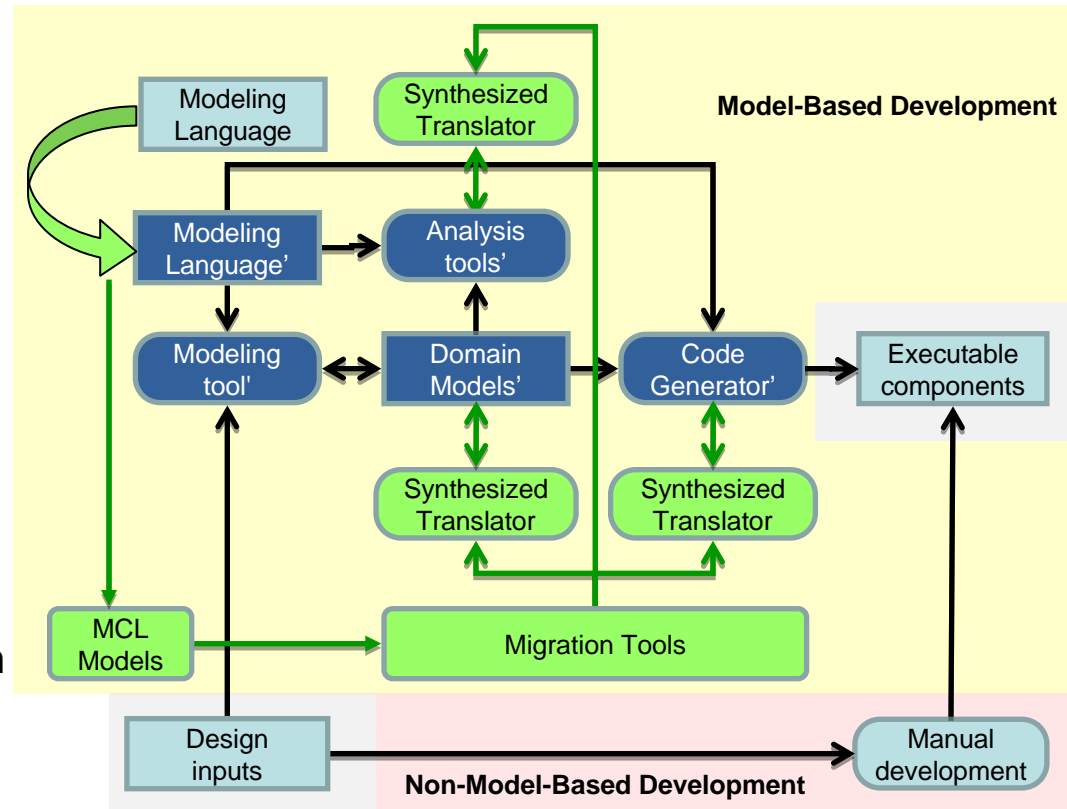 Modeling
Language
Synthesized
Translator
Model-Based Development
Modeling
Language’
Analysis
tools’
Modeling
tool'
Domain
Models’
Code
Generator’
Executable
components
Synthesized
Translator
Synthesized
Translator
MCL
Models
Migration Tools
Design
inputs
Non-Model-Based Development
Manual
development